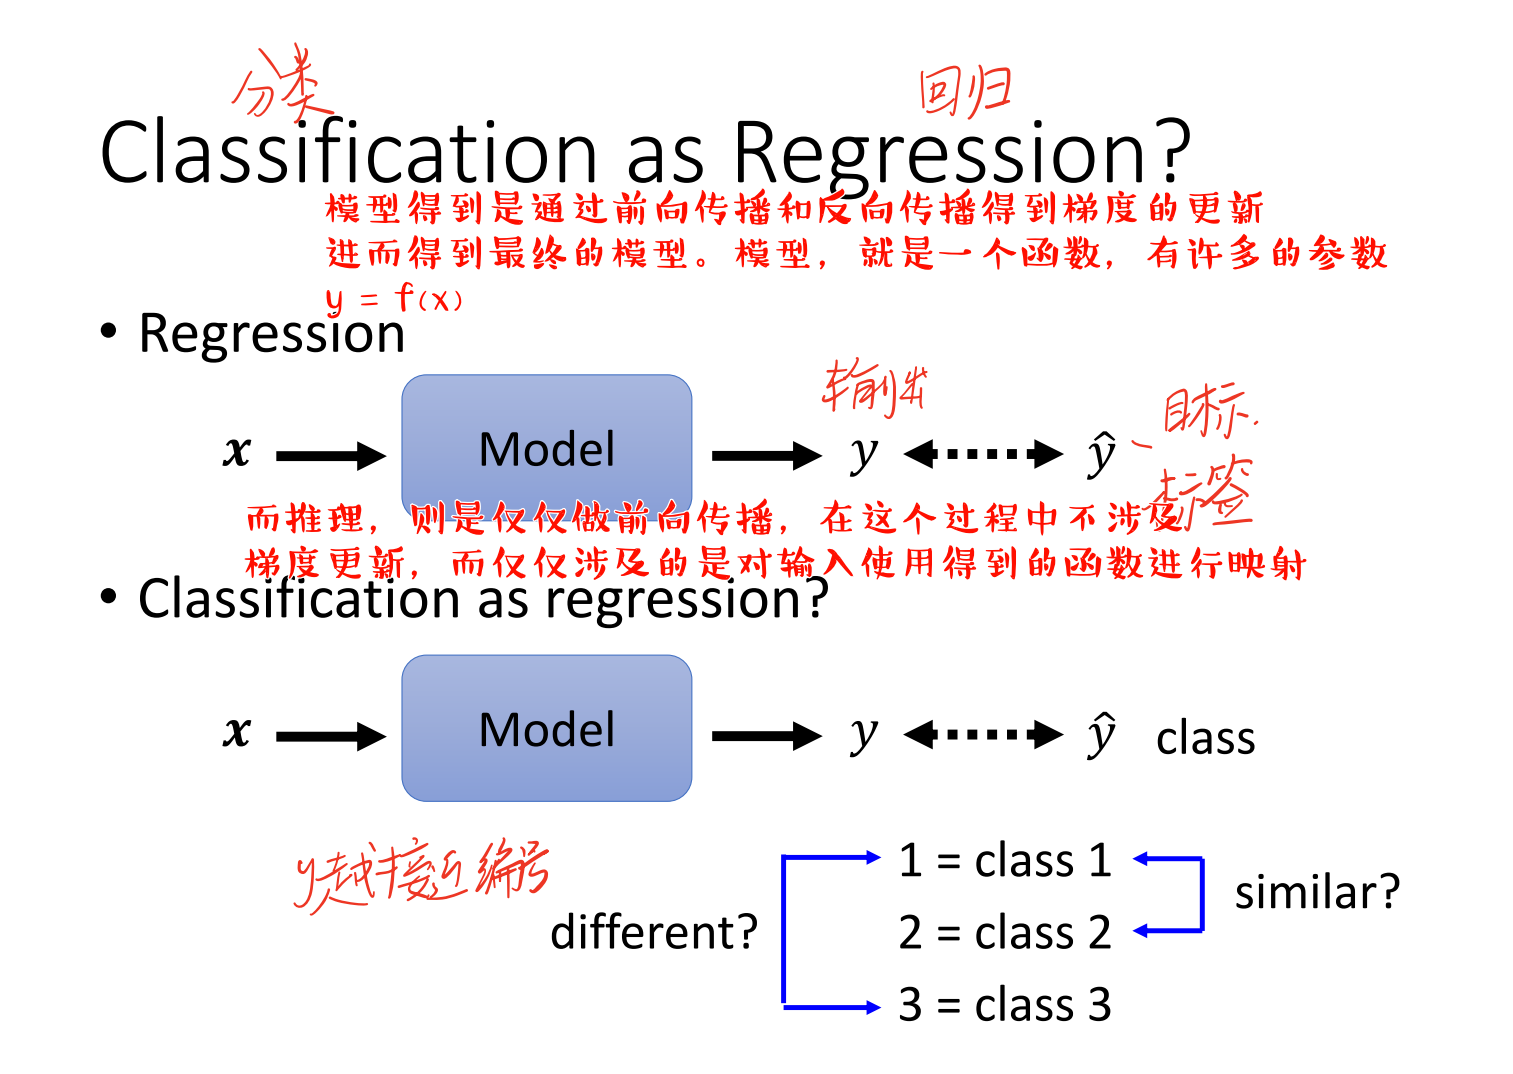 分类
回归
Classification as Regression?
模型得到是通过前向传播和反向传播得到梯度的更新
进而得到最终的模型。模型，就是一个函数，有许多的参数
y = f(x)
• Regression
x Model y ŷ
输出
目标
标签
而推理，则是仅仅做前向传播，在这个过程中不涉及
梯度更新，而仅仅涉及的是对输入使用得到的函数进行映射
• Classification as regression?
x Model y ŷ class
y越接近编号
1 = class 1
similar?
different?
2 = class 2
3 = class 3